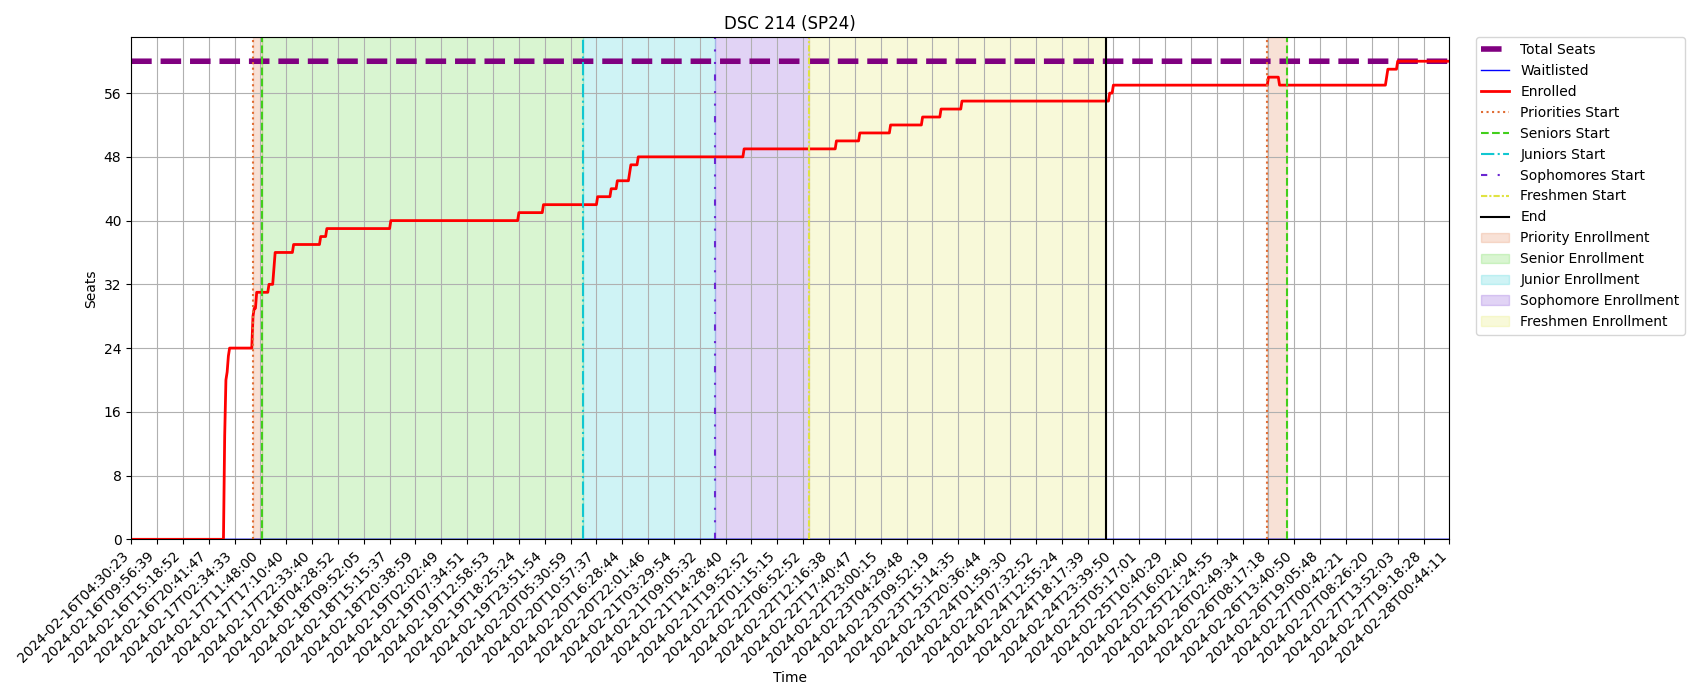 DSC 214 (SP24)
Seats
56
48
40
32
24
16
8
0
2024-02-16T04:30:23
2024-02-16T09:56:39
2024-02-16T15:18:52
2024-02-16T20:41:47
2024-02-17T02:34:33
2024-02-17T11:48:00
2024-02-17T17:10:40
2024-02-17T22:33:40
2024-02-18T04:28:52
2024-02-18T09:52:05
2024-02-18T15:15:37
2024-02-18T20:38:59
2024-02-19T02:02:49
2024-02-19T07:34:51
2024-02-19T12:58:53
2024-02-19T18:25:24
2024-02-19T23:51:54
2024-02-20T05:30:59
2024-02-20T10:57:37
2024-02-20T16:28:44
2024-02-20T22:01:46
2024-02-21T03:29:54
2024-02-21T09:05:32
2024-02-21T14:28:40
2024-02-21T19:52:52
2024-02-22T01:15:15
2024-02-22T06:52:52
2024-02-22T12:16:38
2024-02-22T17:40:47
2024-02-22T23:00:15
2024-02-23T04:29:48
2024-02-23T09:52:19
2024-02-23T15:14:35
2024-02-23T20:36:44
2024-02-24T01:59:30
2024-02-24T07:32:52
2024-02-24T12:55:24
2024-02-24T18:17:39
2024-02-24T23:39:50
2024-02-25T05:17:01
2024-02-25T10:40:29
2024-02-25T16:02:40
2024-02-25T21:24:55
2024-02-26T02:49:34
2024-02-26T08:17:18
2024-02-26T13:40:50
2024-02-26T19:05:48
2024-02-27T00:42:21
2024-02-27T08:26:20
2024-02-27T13:52:03
2024-02-27T19:18:28
2024-02-28T00:44:11
Time
Total Seats
Waitlisted
Enrolled
Priorities Start
Seniors Start
Juniors Start
Sophomores Start
Freshmen Start
End
Priority Enrollment
Senior Enrollment
Junior Enrollment
Sophomore Enrollment
Freshmen Enrollment